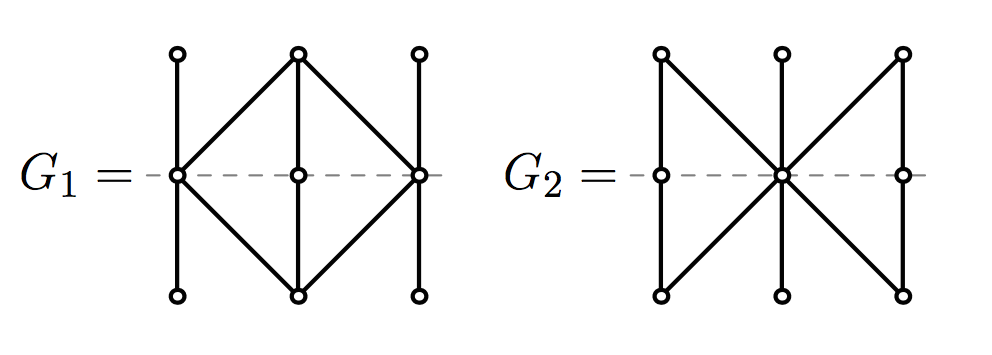 G₁ =
G₂ =